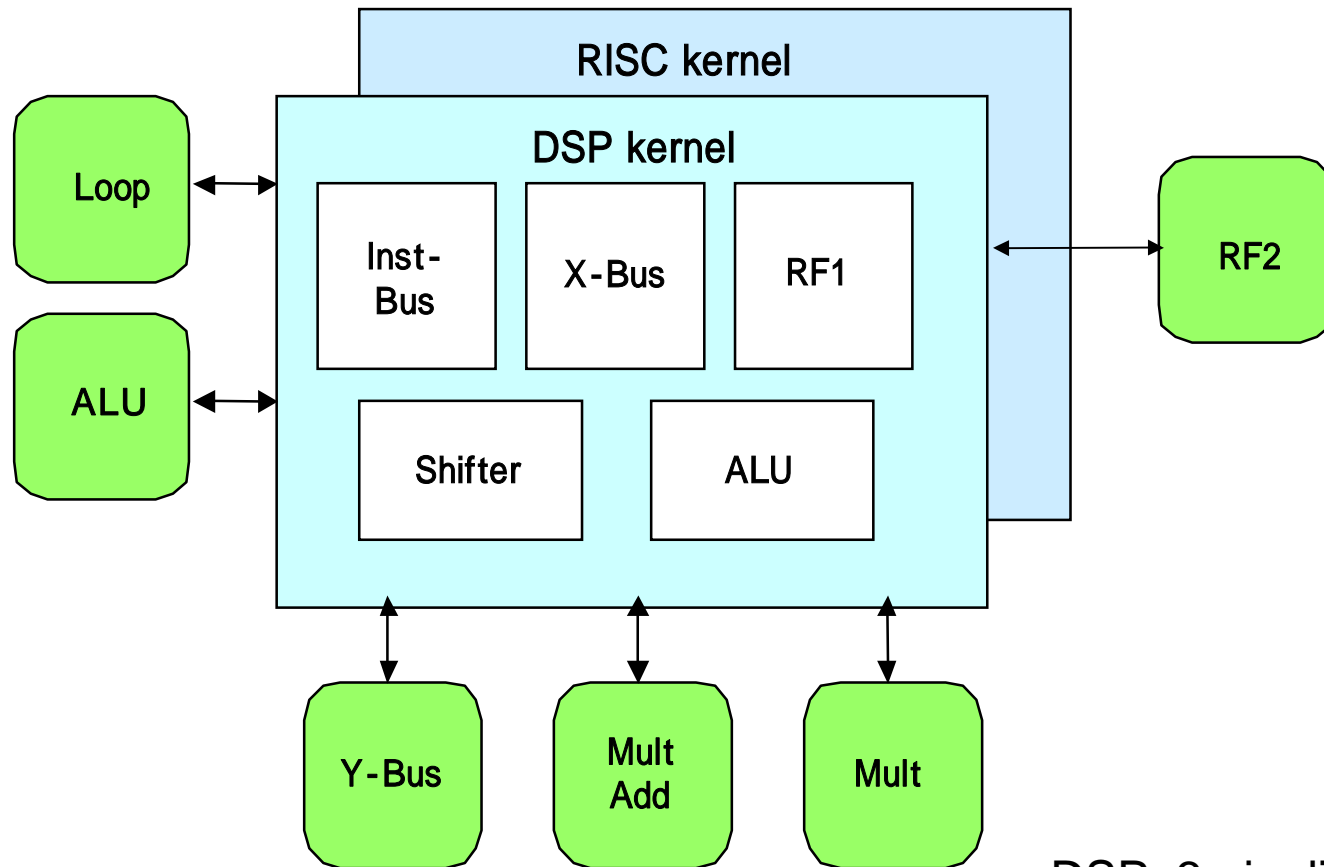 RISC kernel
DSP kernel
Loop
Inst-
Bus
X-Bus
RF1
RF2
ALU
Shifter
ALU
Y-Bus
Mult
Add
Mult